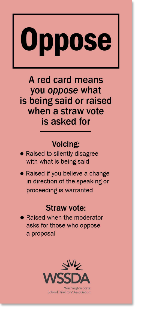 Oppose
A red card means
you oppose what
is being said or raised
when a straw vote
is asked for
Voicing:
• Raised to silently disagree
with what is being said
• Raised if you believe a change
in direction of the speaking or
proceeding is warranted
Straw vote:
• Raised when the moderator
asks for those who oppose
a proposal
WSSDA